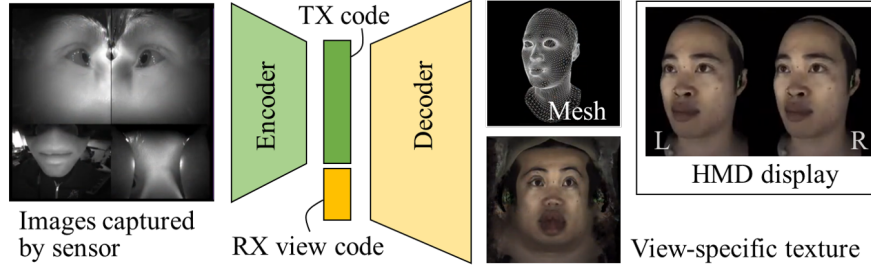 TX code
Encoder
Decoder
Mesh
L
R
HMD display
Images captured
by sensor
RX view code
View-specific texture